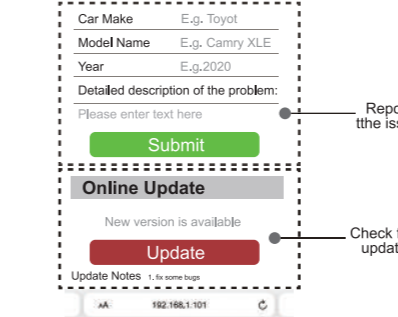 Car Make E.g. Toyot
Model Name E.g. Camry XLE
Year E.g.2020
Detailed description of the problem:
Please enter text here
Repo
tthe iss
Submit
Online Update
New version is available
Check
updat
Update
Update Notes 1. fix some bugs
AA 192.168.1:101